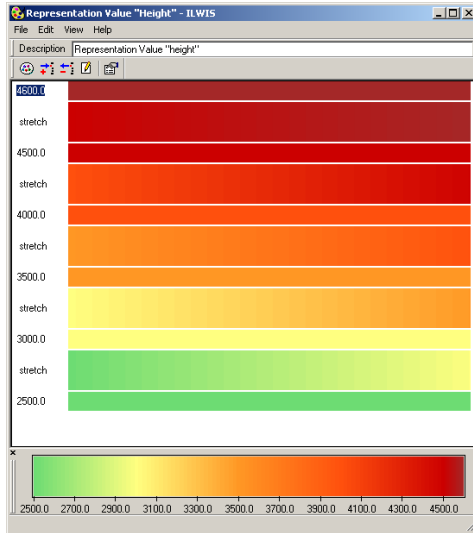 Representation Value "Height" - ILWIS
File Edit View Help
Description Representation Value "height"
4600.0
stretch
4500.0
stretch
4000.0
stretch
3500.0
stretch
3000.0
stretch
2500.0
2500.0 2700.0 2900.0 3100.0 3300.0 3500.0 3700.0 3900.0 4100.0 4300.0 4500.0